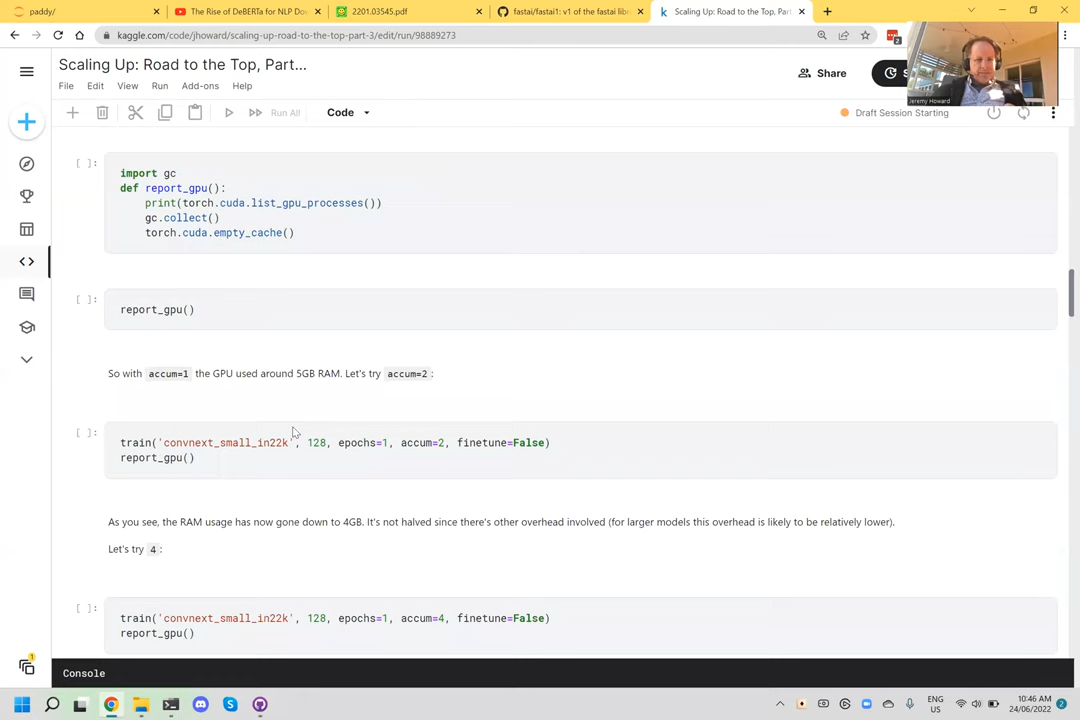 paddy/
The Rise of DeBERTa for NLP Do
2201.03545.pdf
fastai/fastai1: v1 of the fastai lib
Scaling Up: Road to the Top, Par
kaggle.com/code/jhoward/scaling-up-road-to-the-top-part-3/edit/run/98889273
Scaling Up: Road to the Top, Part...
Share
File Edit View Run Add-ons Help
Run All
Code
Draft Session Starting
Jeremy Howard
[ ]:
import gc
def report_gpu():
print(torch.cuda.list_gpu_processes())
gc.collect()
torch.cuda.empty_cache()
[ ]:
report_gpu()
So with accum=1 the GPU used around 5GB RAM. Let's try accum=2 :
[ ]:
train('convnext_small_in22k', 128, epochs=1, accum=2, finetune=False)
report_gpu()
As you see, the RAM usage has now gone down to 4GB. It's not halved since there's other overhead involved (for larger models this overhead is likely to be relatively lower).
Let's try 4 :
[ ]:
train('convnext_small_in22k', 128, epochs=1, accum=4, finetune=False)
report_gpu()
Console
1
ENG
US
10:46 AM
24/06/2022
2